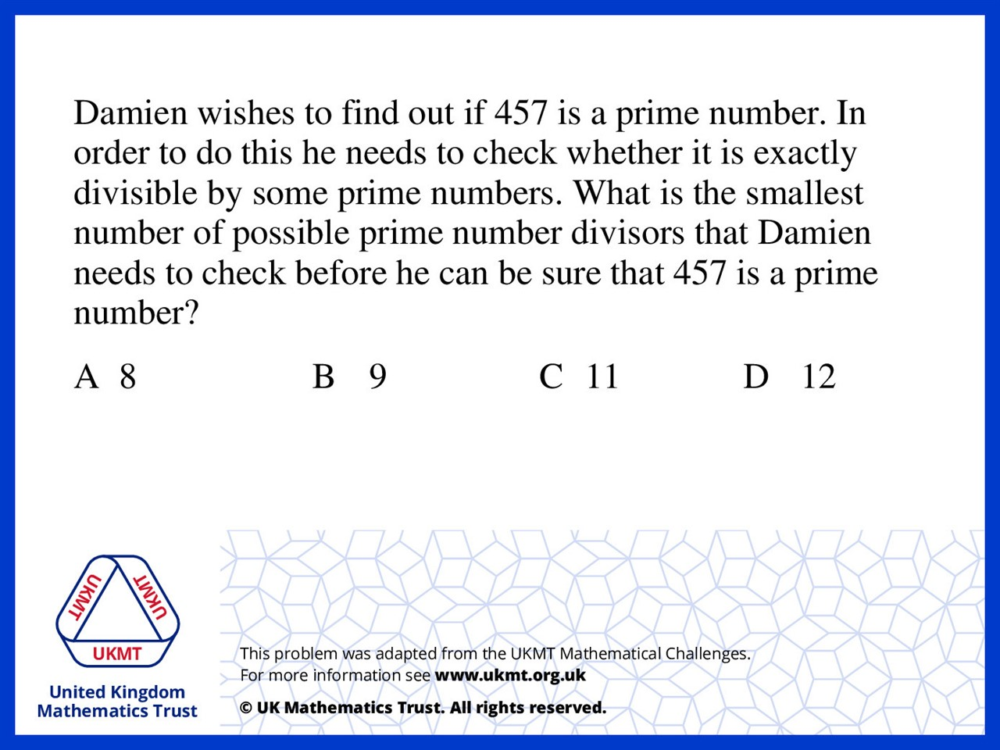 Damien wishes to find out if 457 is a prime number. In
order to do this he needs to check whether it is exactly
divisible by some prime numbers. What is the smallest
number of possible prime number divisors that Damien
needs to check before he can be sure that 457 is a prime
number?
A 8 B 9 C 11 D 12
UKMT UKMT
UKMT
United Kingdom
Mathematics Trust
This problem was adapted from the UKMT Mathematical Challenges.
For more information see www.ukmt.org.uk
© UK Mathematics Trust. All rights reserved.